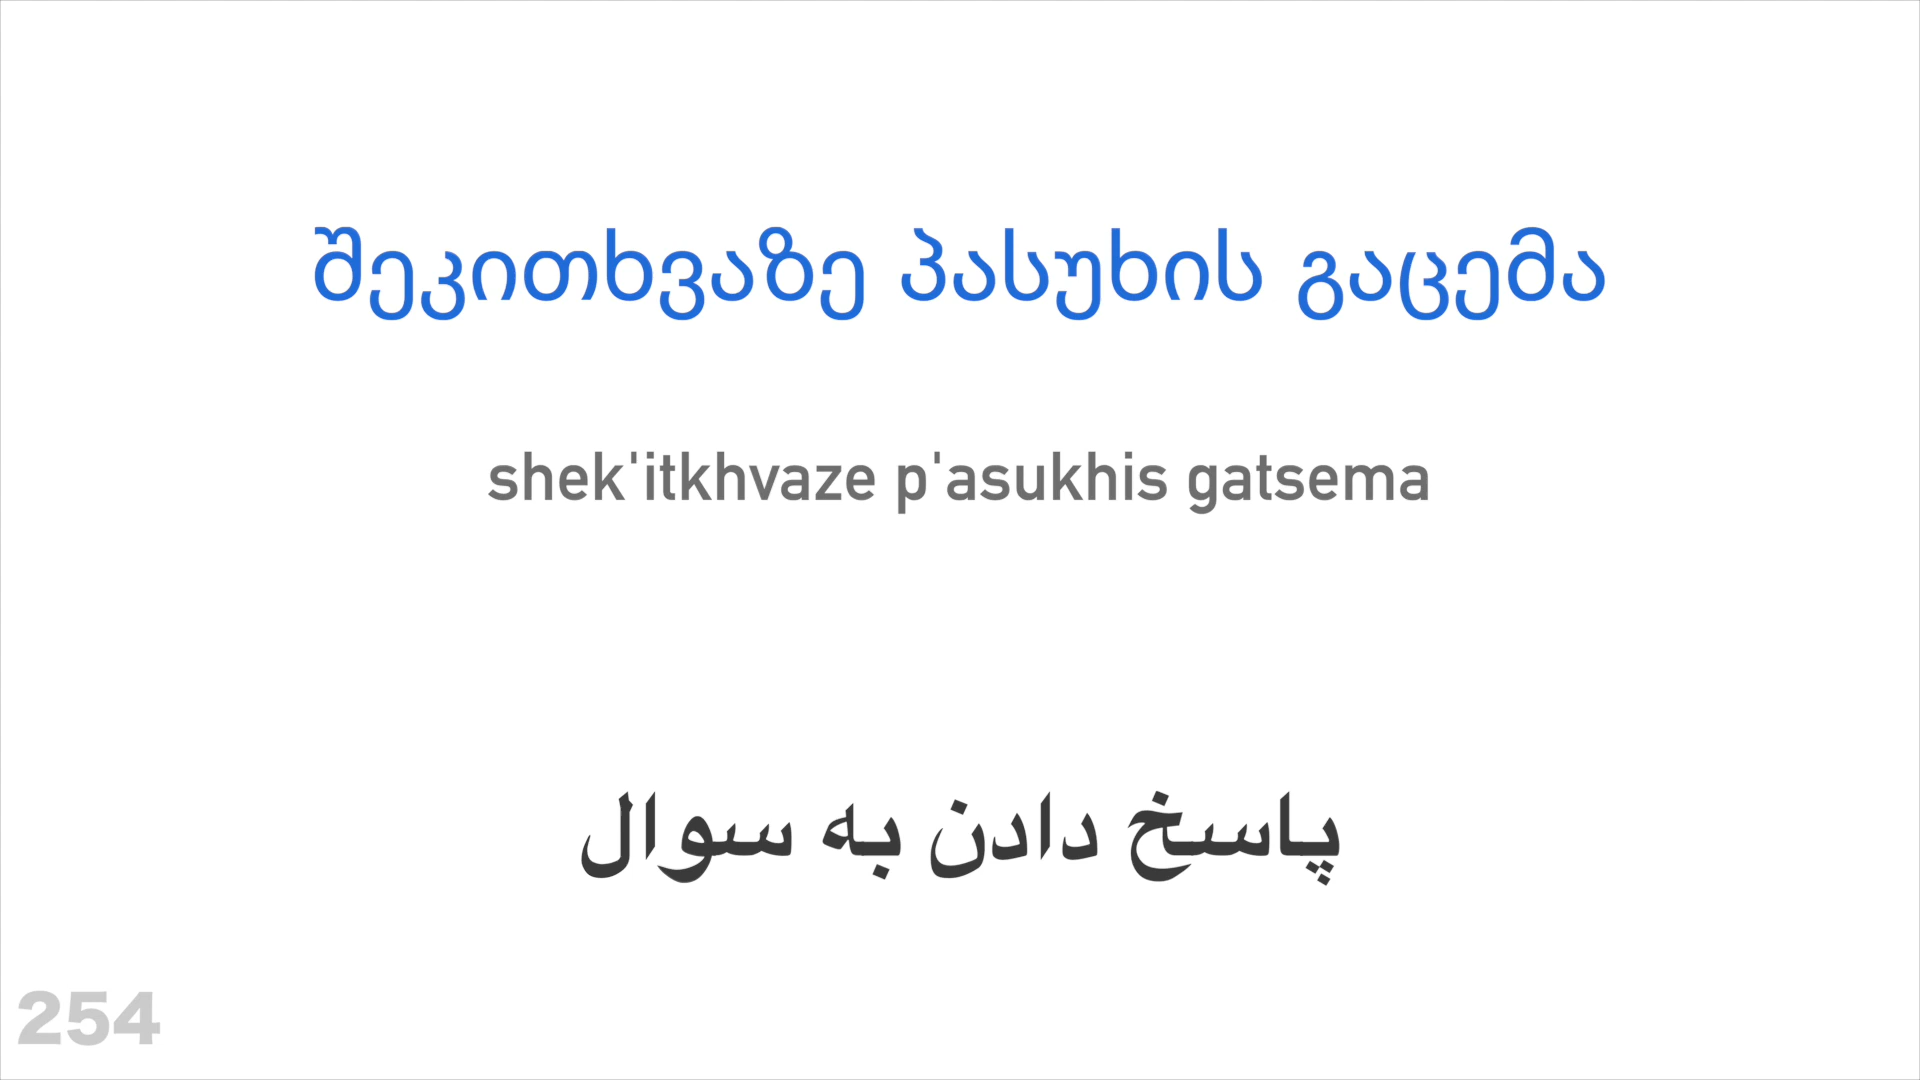 შეკითხვაზე პასუხის გაცემა
shek'itkhvaze p'asukhis gatsema
پاسخ دادن به سوال
254